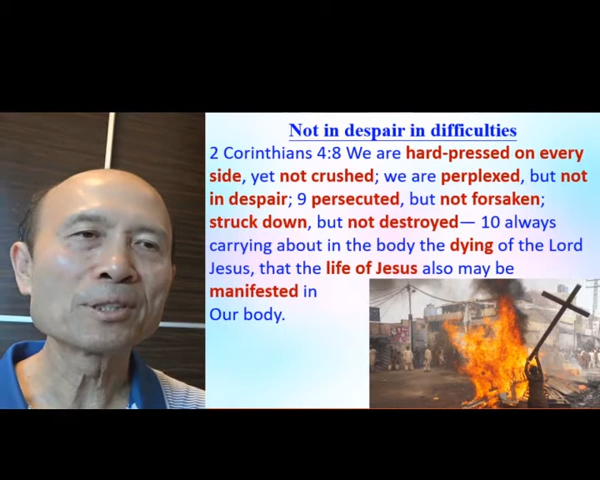 Not in despair in difficulties
2 Corinthians 4:8 We are hard-pressed on every
side, yet not crushed; we are perplexed, but not
in despair; 9 persecuted, but not forsaken;
struck down, but not destroyed— 10 always
carrying about in the body the dying of the Lord
Jesus, that the life of Jesus also may be
manifested in
Our body.